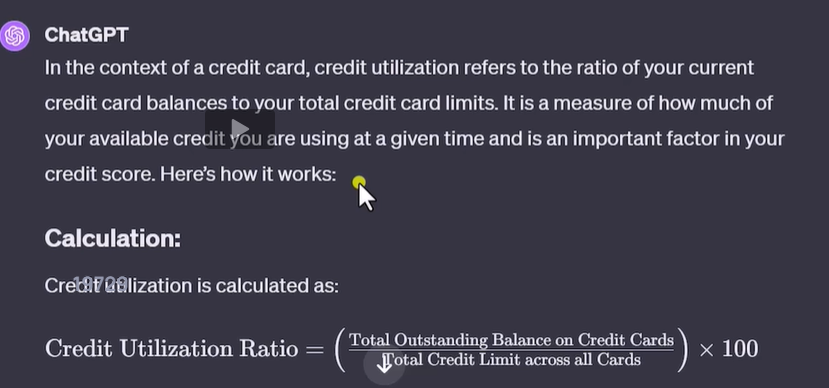 ChatGPT
In the context of a credit card, credit utilization refers to the ratio of your current
credit card balances to your total credit card limits. It is a measure of how much of
your available credit you are using at a given time and is an important factor in your
credit score. Here's how it works:
Calculation:
Credit utilization is calculated as:
19729
Credit Utilization Ratio = (Total Outstanding Balance on Credit Cards / Total Credit Limit across all Cards) × 100